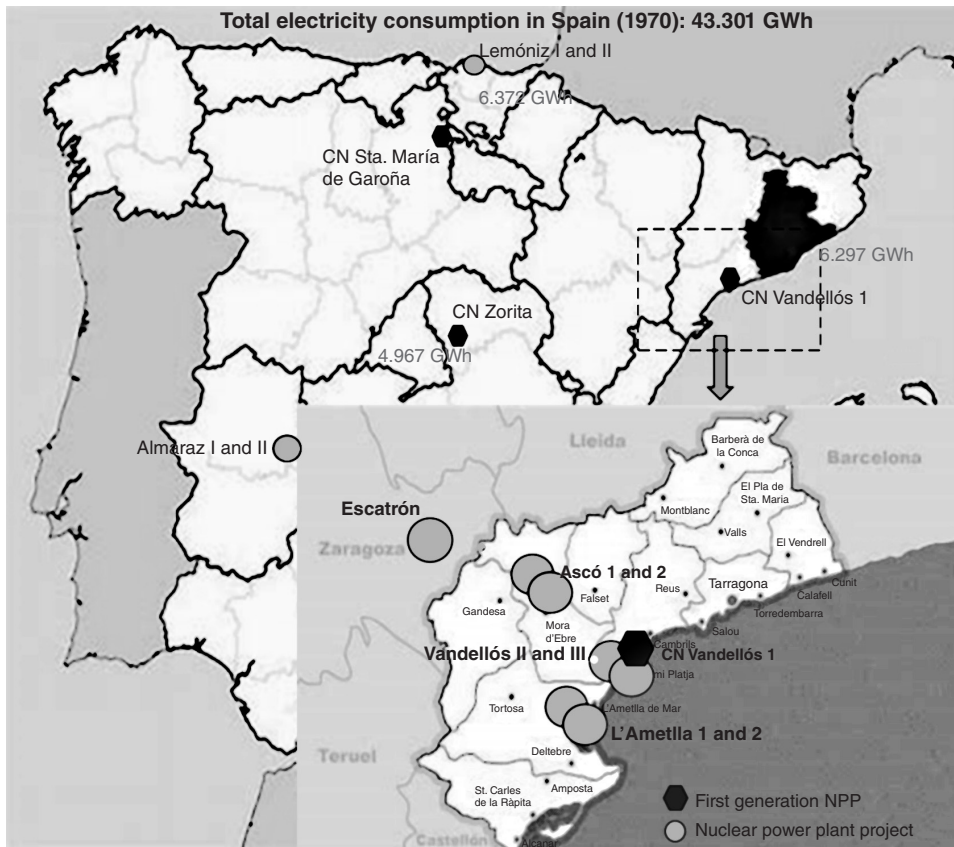 Total electricity consumption in Spain (1970): 43.301 GWh
Lemóniz I and II
6.372 GWh
CN Sta. María
de Garoña
6.297 GWh
CN Vandellós 1
CN Zorita
4.967 GWh
Almaraz I and II
Lleida
Barberà de
la Conca
Barcelona
El Pla de
Sta. Maria
Montblanc
Escatrón
Valls
Zaragoza
El Vendrell
Ascó 1 and 2
Tarragona
Cunit
Reus
Calafell
Falset
Gandesa
Torredembarra
Mora
d'Ebre
Salou
Cambrils
Vandellós II and III
CN Vandellós 1
mi Platja
Tortosa
L'Ametlla de Mar
L'Ametlla 1 and 2
Teruel
Deltebre
Amposta
St. Carles
de la Ràpita
First generation NPP
Nuclear power plant project
Castellón
Alcanar